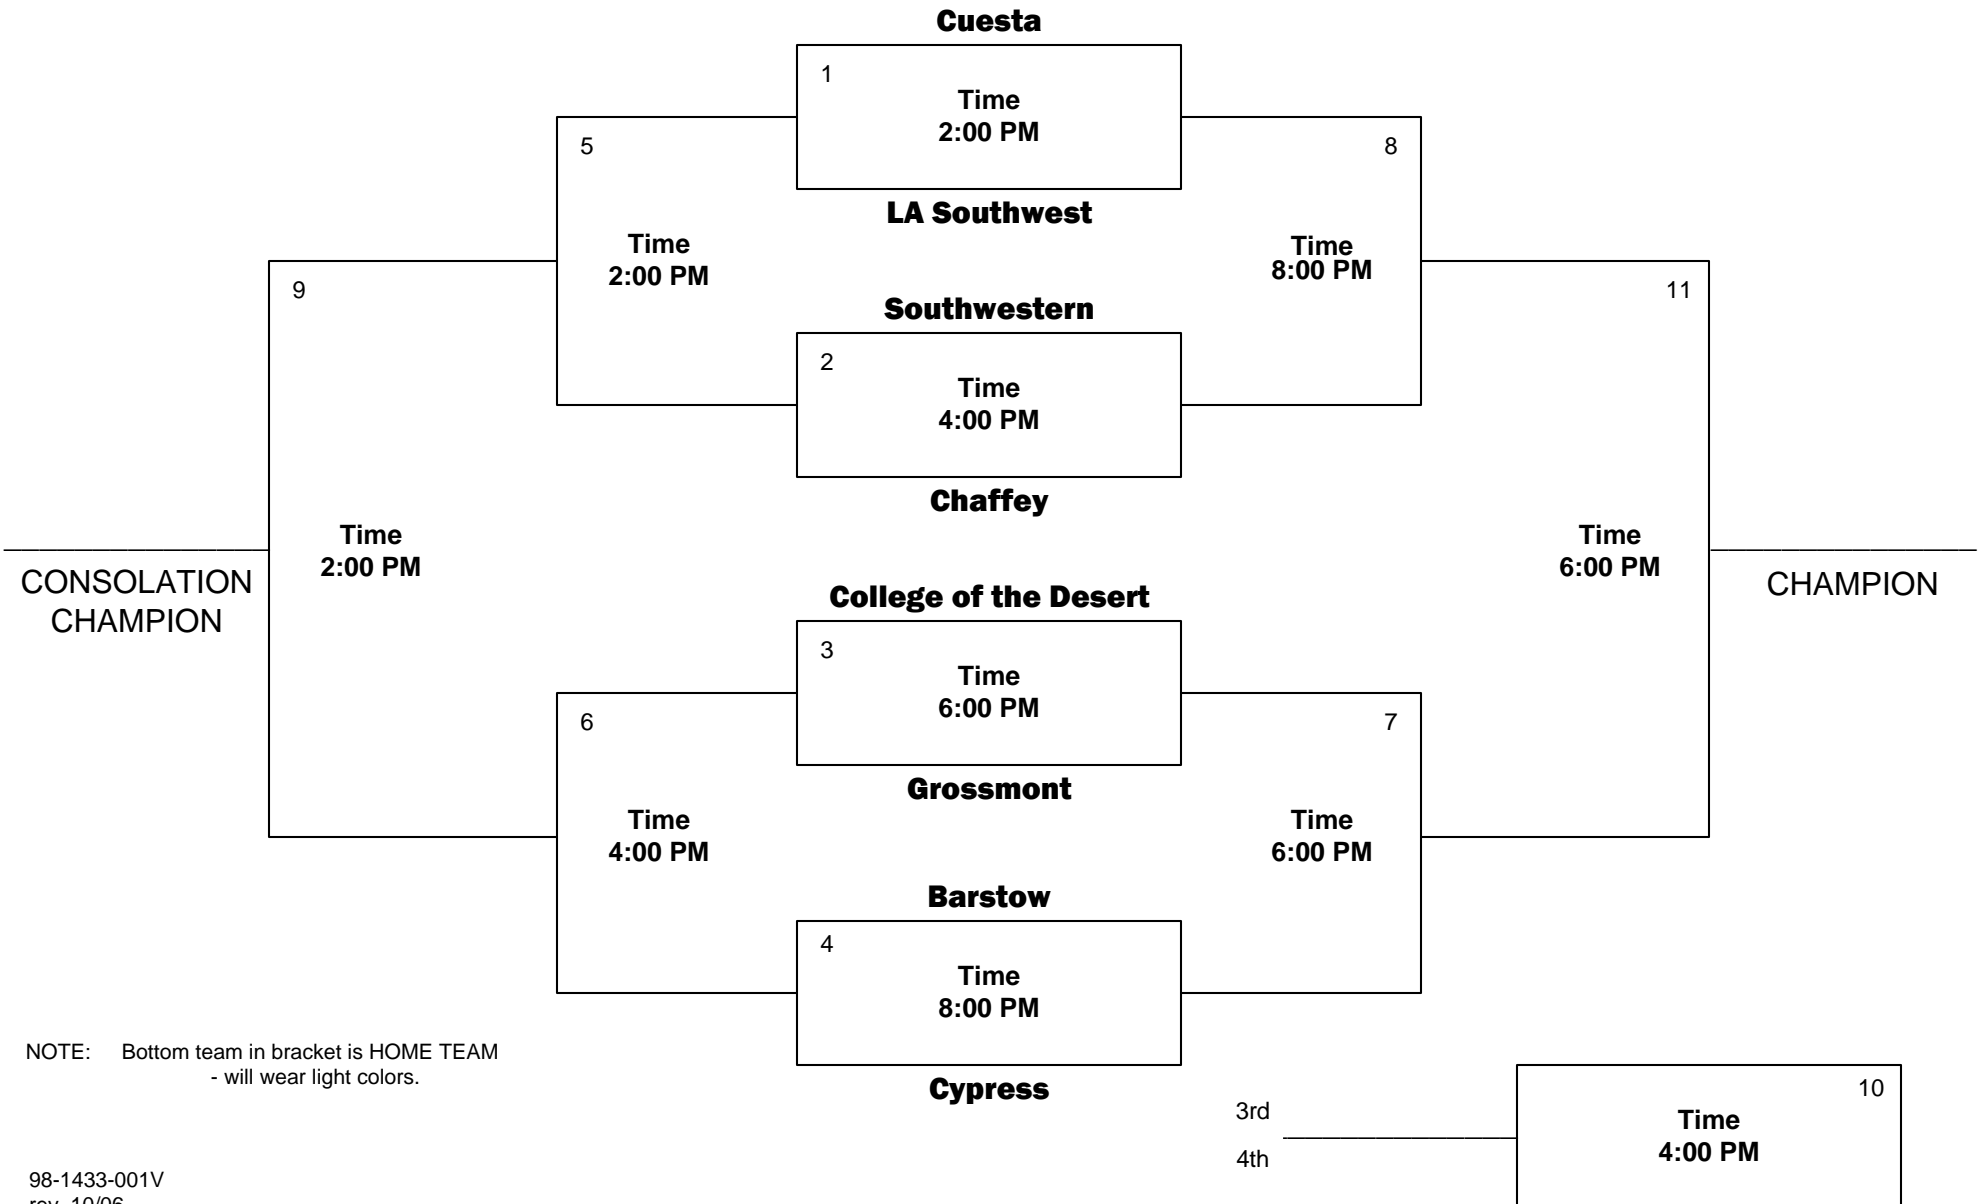 Cuesta
1
Time
2:00 PM
LA Southwest
5
Time
2:00 PM
8
Time
8:00 PM
Southwestern
2
Time
4:00 PM
Chaffey
9
Time
2:00 PM
CONSOLATION
CHAMPION
11
Time
6:00 PM
CHAMPION
College of the Desert
3
Time
6:00 PM
Grossmont
6
Time
4:00 PM
7
Time
6:00 PM
Barstow
4
Time
8:00 PM
Cypress
NOTE: Bottom team in bracket is HOME TEAM
- will wear light colors.
3rd
4th
10
Time
4:00 PM
98-1433-001V
rev. 10/06